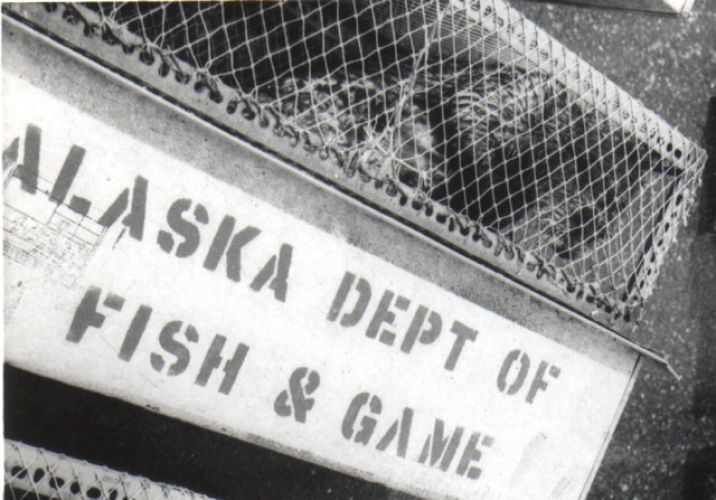 ALASKA DEPT OF
FISH & GAME